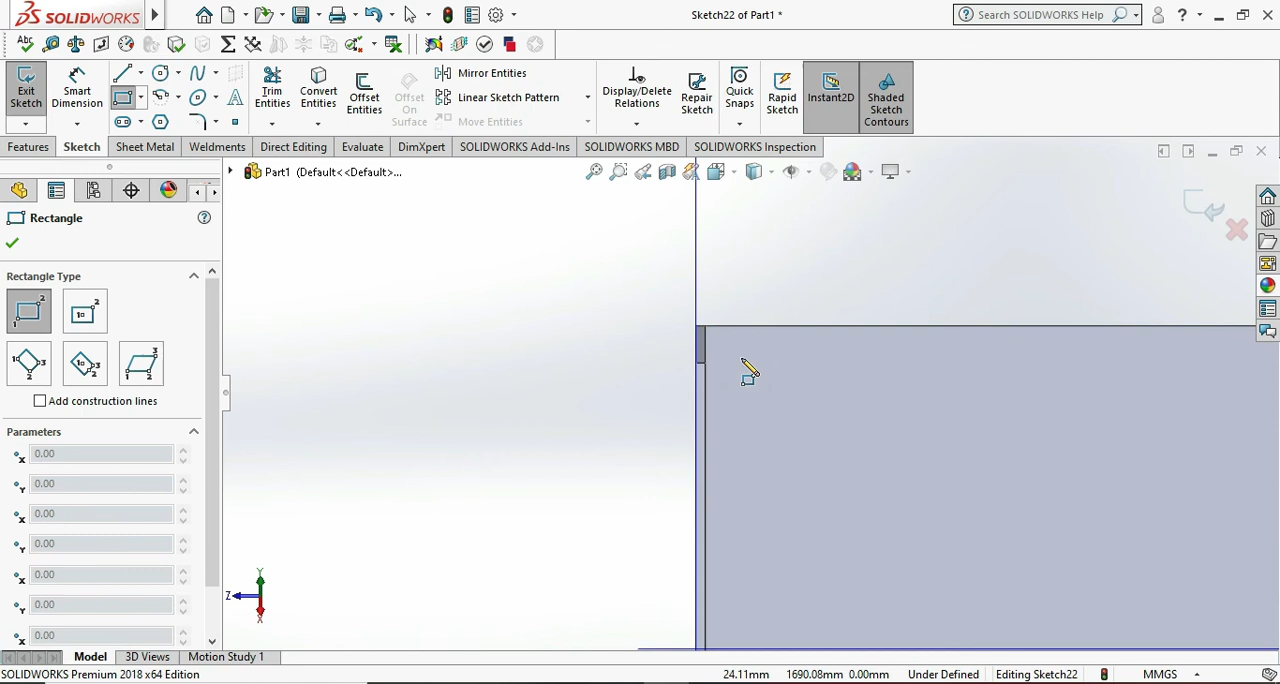 SOLIDWORKS
Sketch22 of Part1 *
Search SOLIDWORKS Help
Exit Sketch
Smart Dimension
Trim Entities
Convert Entities
Offset Entities
Offset On Surface
Mirror Entities
Linear Sketch Pattern
Move Entities
Display/Delete Relations
Repair Sketch
Quick Snaps
Rapid Sketch
Instant2D
Shaded Sketch Contours
Features
Sketch
Sheet Metal
Weldments
Direct Editing
Evaluate
DimXpert
SOLIDWORKS Add-Ins
SOLIDWORKS MBD
SOLIDWORKS Inspection
Part1 (Default<<Default>...
Rectangle
Rectangle Type
Add construction lines
Parameters
x 0.00
Y 0.00
x 0.00
Y 0.00
x 0.00
Y 0.00
x 0.00
Y
Z
X
Model
3D Views
Motion Study 1
SOLIDWORKS Premium 2018 x64 Edition
24.11mm
1690.08mm 0.00mm
Under Defined
Editing Sketch22
MMGS